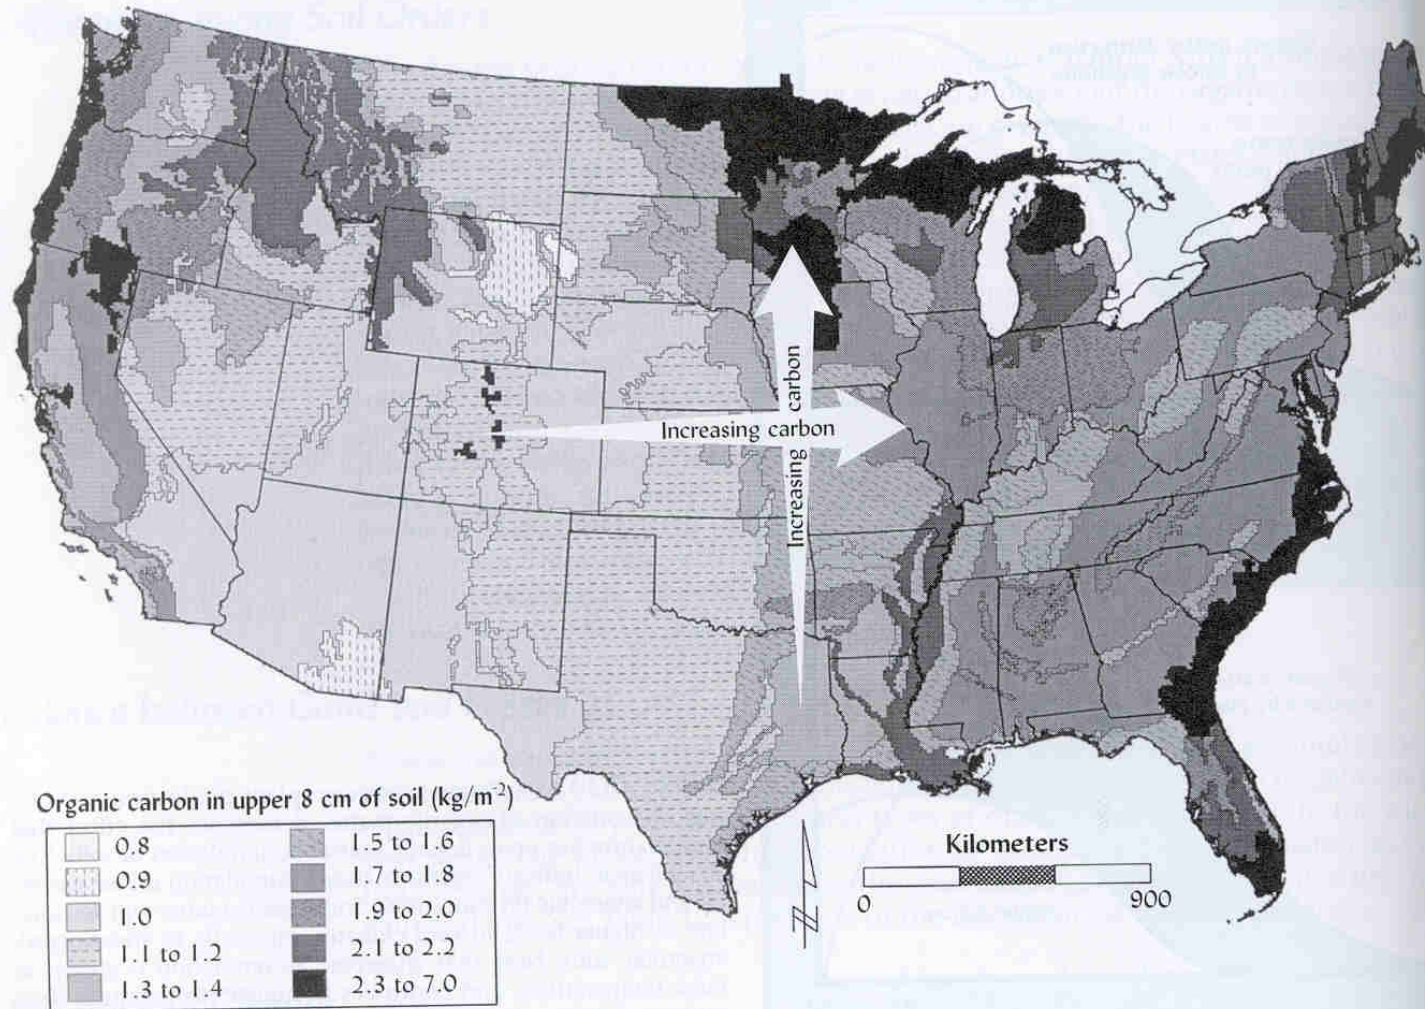 Increasing carbon
Increasing carbon
Organic carbon in upper 8 cm of soil (kg/m⁻²)
0.8
0.9
1.0
1.1 to 1.2
1.3 to 1.4
1.5 to 1.6
1.7 to 1.8
1.9 to 2.0
2.1 to 2.2
2.3 to 7.0
Kilometers
0
900